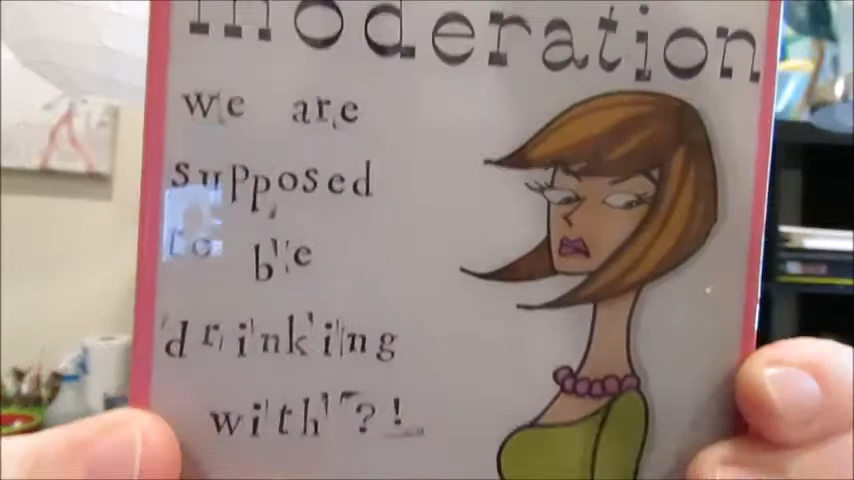 moderation
we are
supposed
to be
drinking
with?!